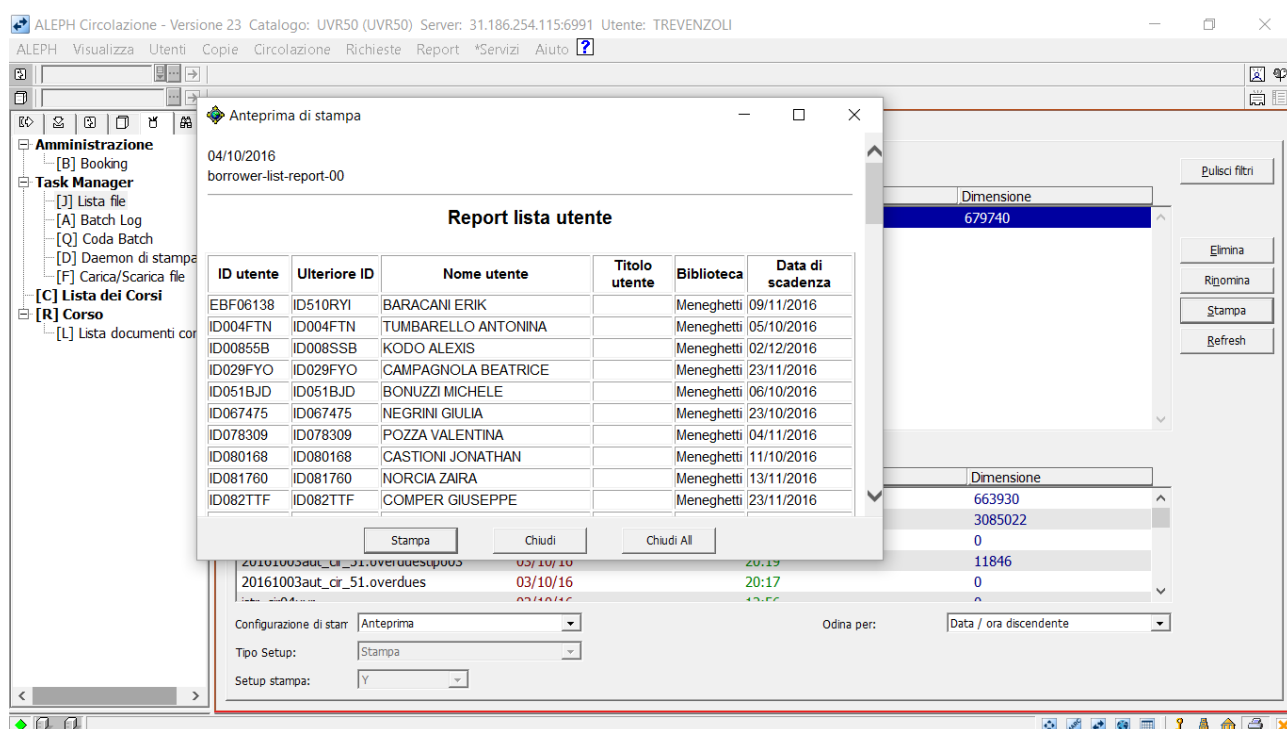 ALEPH Circolazione - Versione 23 Catalogo: UVR50 (UVR50) Server: 31.186.254.115:6991 Utente: TREVENZOLI
ALEPH Visualizza Utenti Copie Circolazione Richieste Report *Servizi Aiuto ?
Amministrazione
[B] Booking
Task Manager
[J] Lista file
[A] Batch Log
[Q] Coda Batch
[D] Daemon di stampa
[F] Carica/Scarica file
[C] Lista dei Corsi
[R] Corso
[L] Lista documenti cor
Anteprima di stampa
04/10/2016
borrower-list-report-00
Report lista utente
ID utente Ulteriore ID Nome utente Titolo utente Biblioteca Data di scadenza
EBF06138 ID510RYI BARACANI ERIK Meneghetti 09/11/2016
ID004FTN ID004FTN TUMBARELLO ANTONINA Meneghetti 05/10/2016
ID00855B ID008SSB KODO ALEXIS Meneghetti 02/12/2016
ID029FYO ID029FYO CAMPAGNOLA BEATRICE Meneghetti 23/11/2016
ID051BJD ID051BJD BONUZZI MICHELE Meneghetti 06/10/2016
ID067475 ID067475 NEGRINI GIULIA Meneghetti 23/10/2016
ID078309 ID078309 POZZA VALENTINA Meneghetti 04/11/2016
ID080168 ID080168 CASTIONI JONATHAN Meneghetti 11/10/2016
ID081760 ID081760 NORCIA ZAIRA Meneghetti 13/11/2016
ID082TTF ID082TTF COMPER GIUSEPPE Meneghetti 23/11/2016
Stampa Chiudi Chiudi All
Dimensione
679740
Pulisci filtri
Elimina
Rinomina
Stampa
Refresh
Dimensione
663930
3085022
0
20161003aut_cir_51.overduestipo03 03/10/16 20:19 11846
20161003aut_cir_51.overdues 03/10/16 20:17 0
Configurazione di stam Anteprima Odina per: Data / ora discendente
Tipo Setup: Stampa
Setup stampa: Y